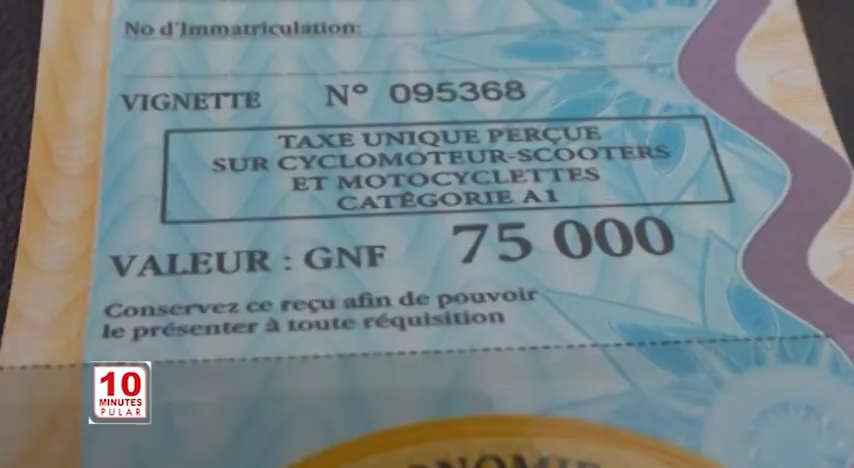 No d'Immatriculation:
VIGNETTE N° 095368
TAXE UNIQUE PERÇUE
SUR CYCLOMOTEUR-SCOOTERS
ET MOTOCYCLETTES
CATÉGORIE A1
VALEUR : GNF 75 000
Conservez ce reçu afin de pouvoir
le présenter à toute réquisition
10
MINUTES
PULAR